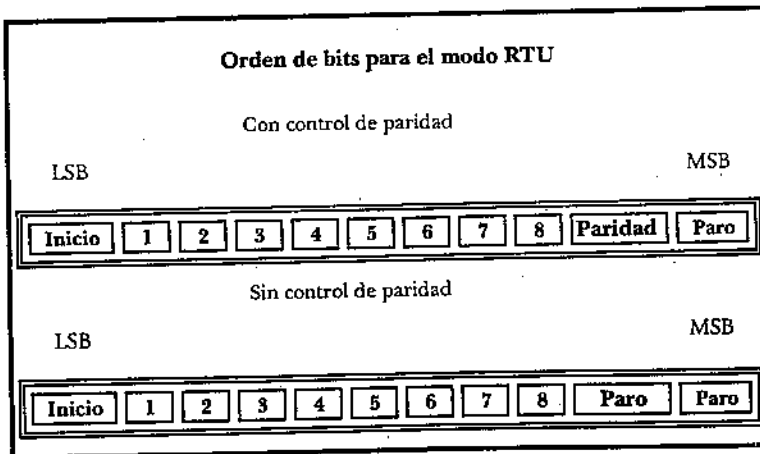 Orden de bits para el modo RTU
Con control de paridad
LSB MSB
Inicio 1 2 3 4 5 6 7 8 Paridad Paro
Sin control de paridad
LSB MSB
Inicio 1 2 3 4 5 6 7 8 Paro Paro